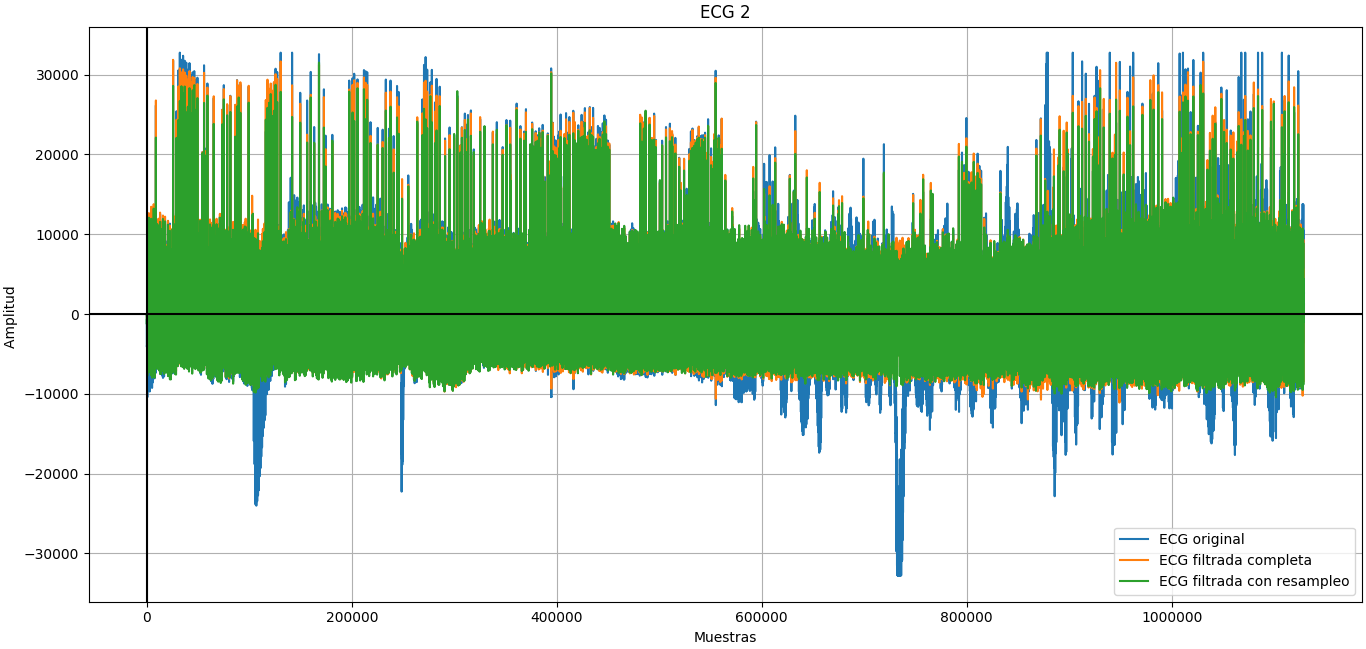 ECG 2
Amplitud
30000
20000
10000
0
−10000
−20000
−30000
0
200000
400000
600000
800000
1000000
Muestras
ECG original
ECG filtrada completa
ECG filtrada con resampleo